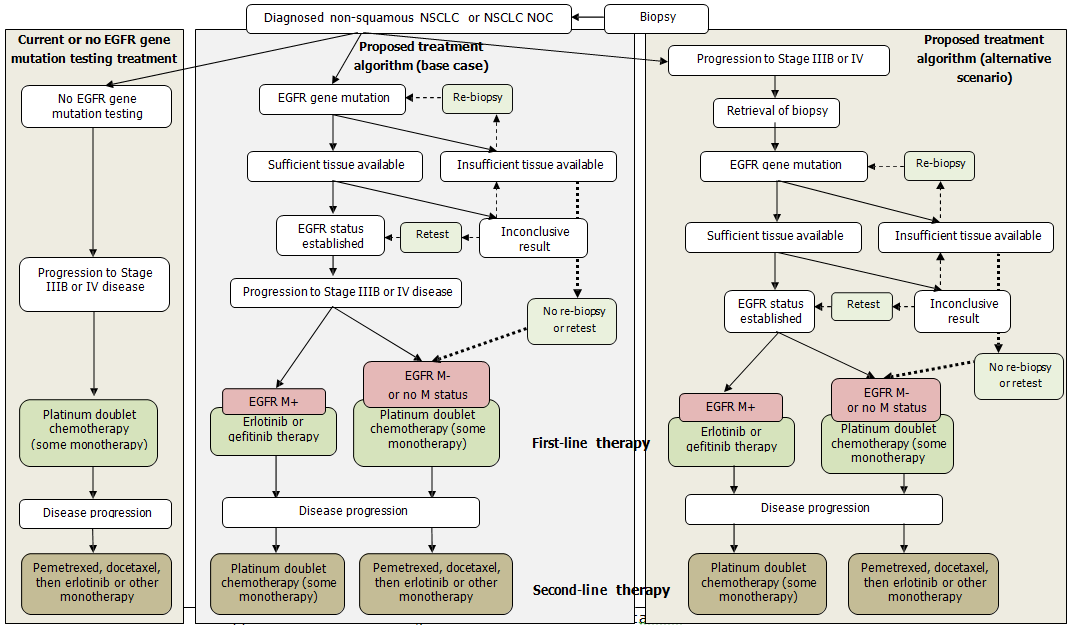 Diagnosed non-squamous NSCLC or NSCLC NOC
Biopsy
Current or no EGFR gene
mutation testing treatment
No EGFR gene
mutation testing
Progression to Stage
IIIB or IV disease
Platinum doublet
chemotherapy
(some monotherapy)
Disease progression
Pemetrexed, docetaxel,
then erlotinib or other
monotherapy
Proposed treatment
algorithm (base case)
EGFR gene mutation
Re-biopsy
Sufficient tissue available
Insufficient tissue available
EGFR status
established
Retest
Inconclusive
result
Progression to Stage IIIB or IV disease
No re-biopsy
or retest
EGFR M+
Erlotinib or
gefitinib therapy
EGFR M-
or no M status
Platinum doublet
chemotherapy (some
monotherapy)
First-line therapy
Disease progression
Platinum doublet
chemotherapy (some
monotherapy)
Pemetrexed, docetaxel,
then erlotinib or other
monotherapy
Second-line therapy
Proposed treatment
algorithm (alternative
scenario)
Progression to Stage IIIB or IV
Retrieval of biopsy
EGFR gene mutation
Re-biopsy
Sufficient tissue available
Insufficient tissue available
EGFR status
established
Retest
Inconclusive
result
No re-biopsy
or retest
EGFR M+
Erlotinib or
gefitinib therapy
EGFR M-
or no M status
Platinum doublet
chemotherapy (some
monotherapy
Disease progression
Platinum doublet
chemotherapy (some
monotherapy)
Pemetrexed, docetaxel,
then erlotinib or other
monotherapy